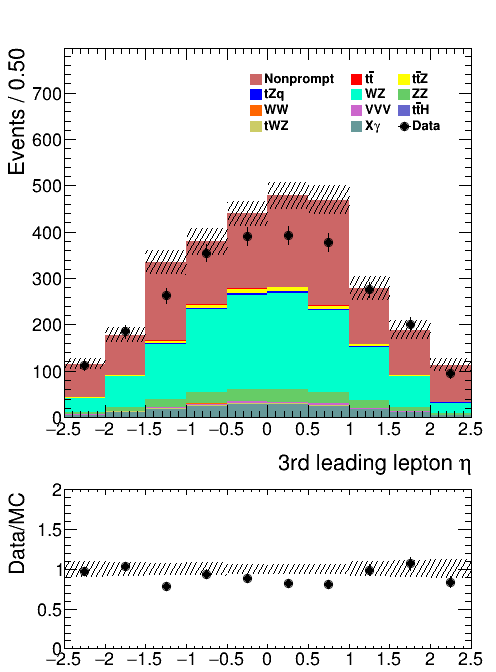 Events / 0.50
700
600
500
400
300
200
100
0
Nonprompt tt̄ tt̄Z
tZq WZ ZZ
WW VVV tt̄H
tWZ Xγ Data
−2.5 −2 −1.5 −1 −0.5 0 0.5 1 1.5 2 2.5
3rd leading lepton η
Data/MC
2
1.5
1
0.5
0
−2.5 −2 −1.5 −1 −0.5 0 0.5 1 1.5 2 2.5